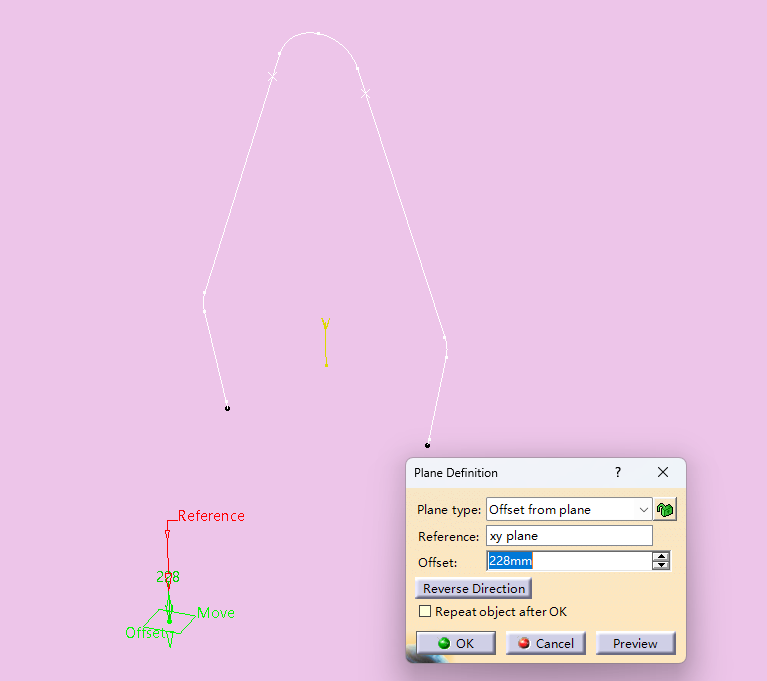 V
Reference
228
Move
Offset
Plane Definition
?
Plane type: Offset from plane
Reference: xy plane
Offset: 228mm
Reverse Direction
Repeat object after OK
OK Cancel Preview